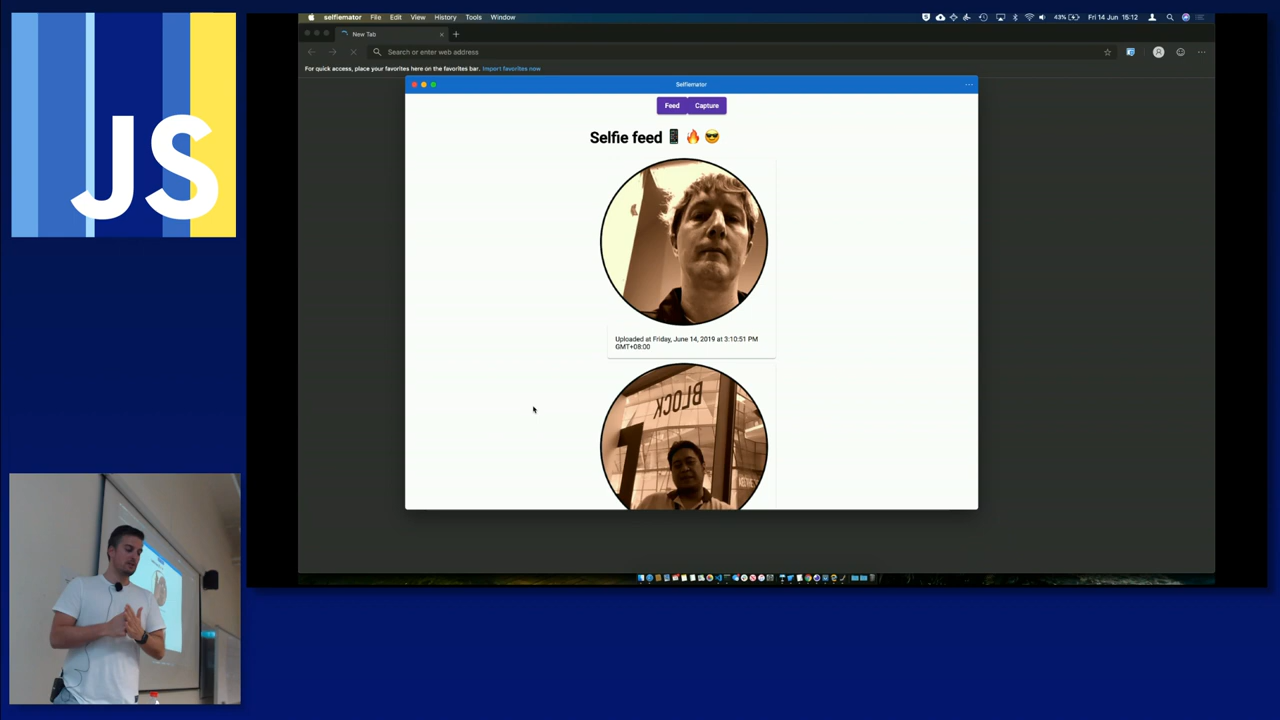 JS
selfiemator File Edit View History Tools Window
43% Fri 14 Jun 15:12
New Tab
Search or enter web address
For quick access, place your favorites here on the favorites bar. Import favorites now
Selfiemator
Feed Capture
Selfie feed 📱 🔥 😎
Uploaded at Friday, June 14, 2019 at 3:10:51 PM
GMT+08:00
BLOCK